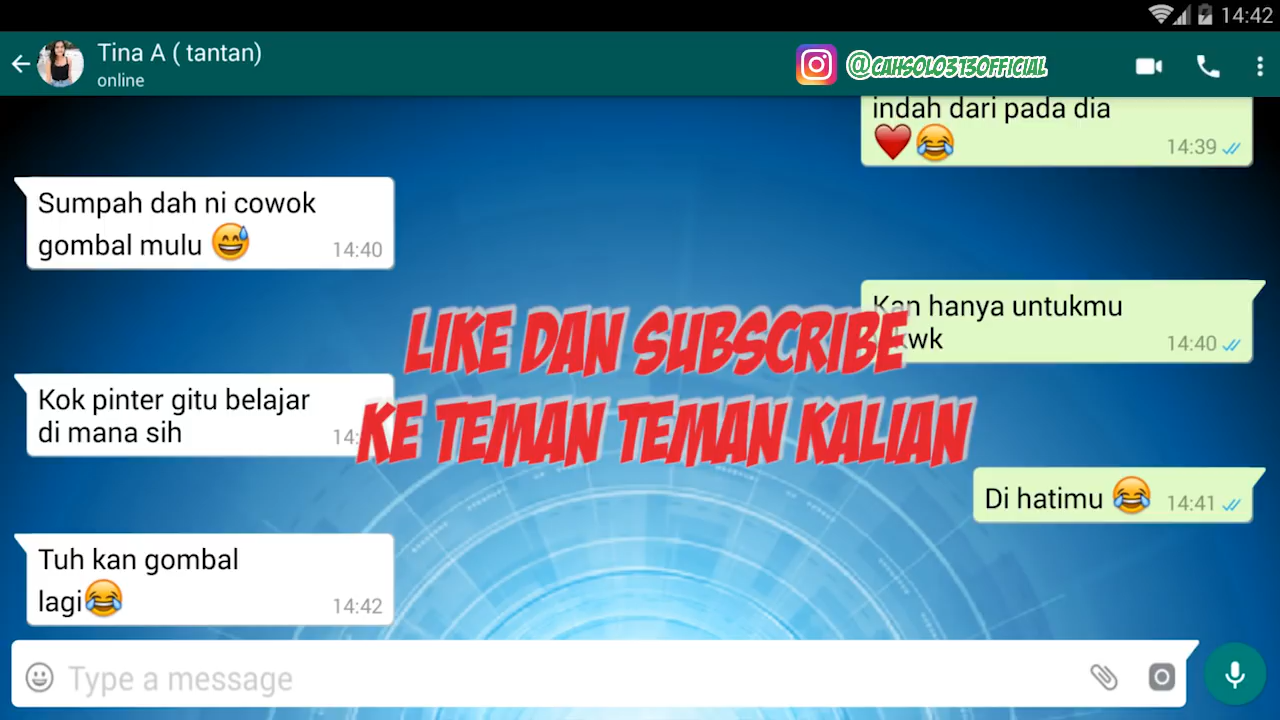 14:42
Tina A ( tantan)
online
@CAHSOLO313OFFICIAL
indah dari pada dia
❤😂 14:39
Sumpah dah ni cowok
gombal mulu 😅 14:40
Kan hanya untukmu
14:40
LIKE DAN SUBSCRIBE
KE TEMAN TEMAN KALIAN
Kok pinter gitu belajar
di mana sih
Di hatimu 😂 14:41
Tuh kan gombal
lagi😂 14:42
Type a message